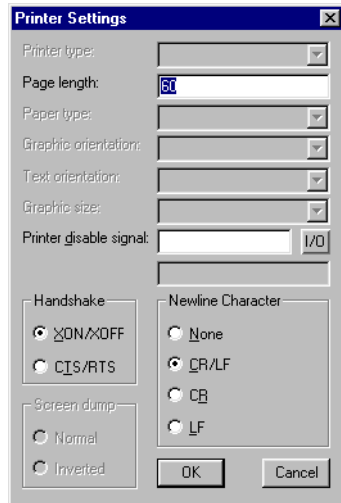 Printer Settings
Printer type:
Page length: 60
Paper type:
Graphic orientation:
Text orientation:
Graphic size:
Printer disable signal: I/O
Handshake
XON/XOFF
CTS/RTS
Newline Character
None
CR/LF
CR
LF
Screen dump
Normal
Inverted
OK Cancel